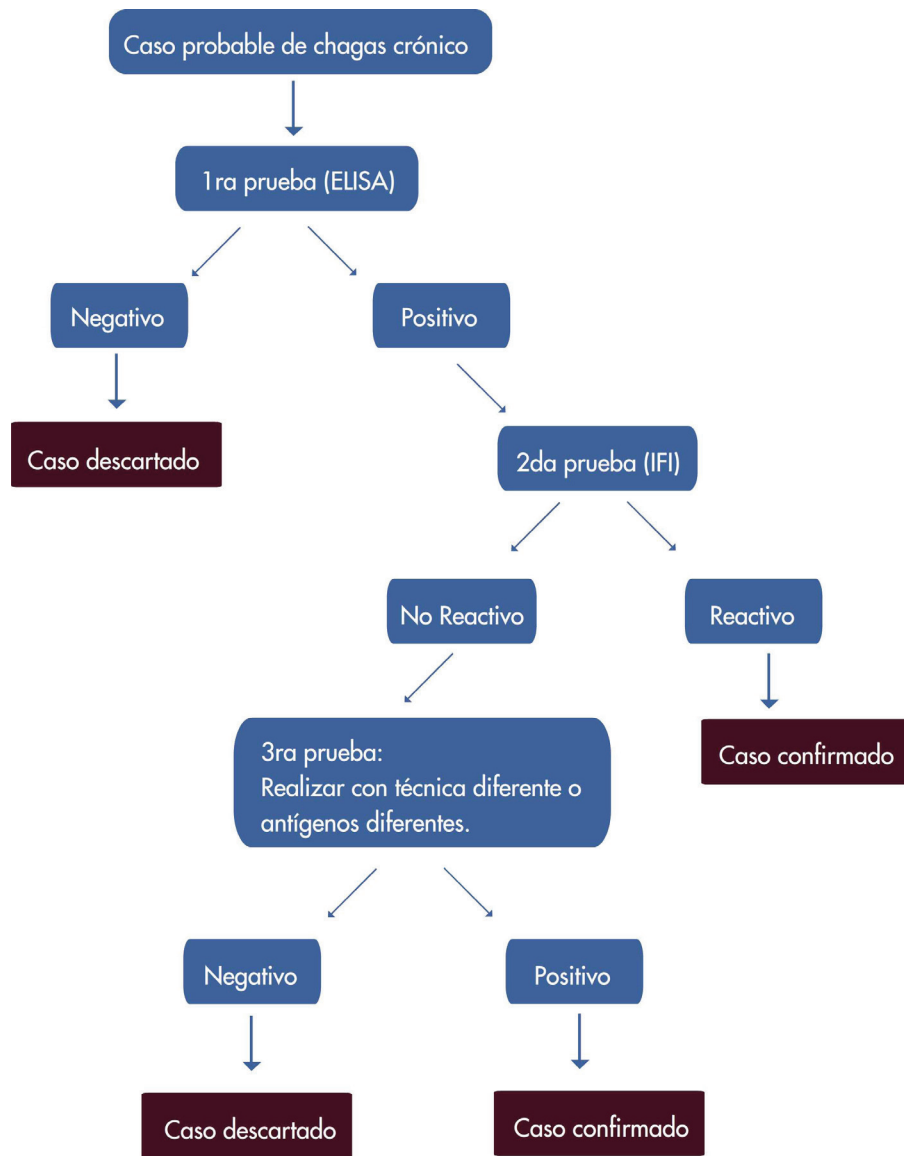 Caso probable de chagas crónico
1ra prueba (ELISA)
Negativo
Positivo
Caso descartado
2da prueba (IFI)
No Reactivo
Reactivo
3ra prueba:
Realizar con técnica diferente o
antígenos diferentes.
Caso confirmado
Negativo
Positivo
Caso descartado
Caso confirmado